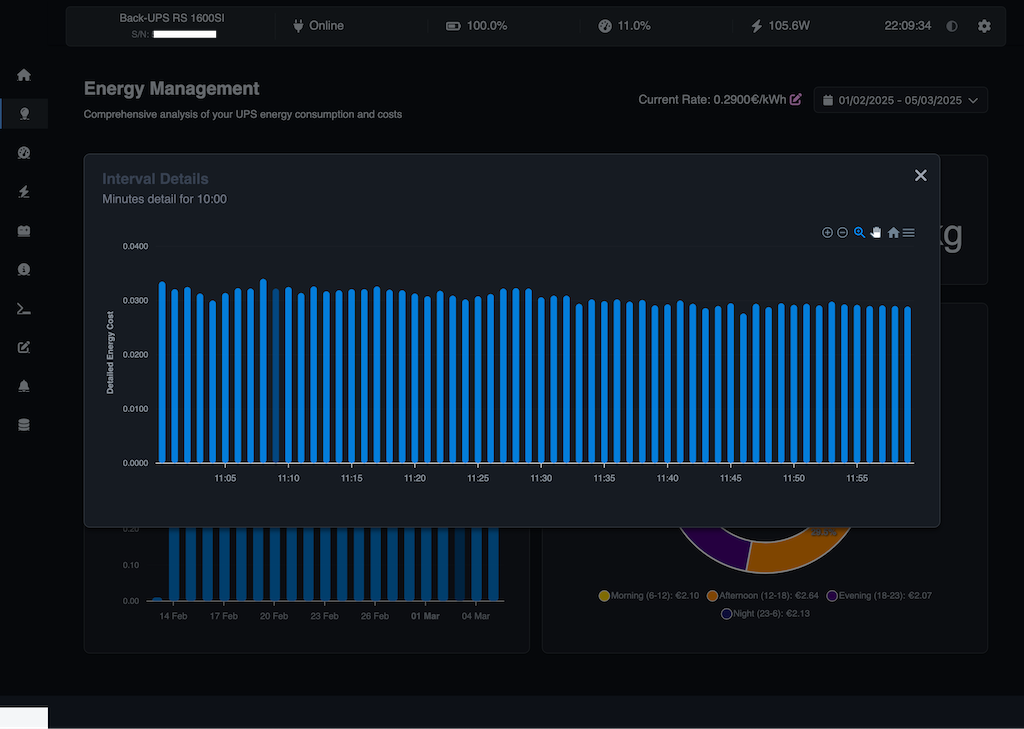 Back-UPS RS 1600SI
S/N:
Online
100.0%
11.0%
105.6W
22:09:34
Energy Management
Comprehensive analysis of your UPS energy consumption and costs
Current Rate: 0.2900€/kWh
01/02/2025 - 05/03/2025
Interval Details
Minutes detail for 10:00
Detailed Energy Cost
0.0400
0.0300
0.0200
0.0100
0.0000
11:05 11:10 11:15 11:20 11:25 11:30 11:35 11:40 11:45 11:50 11:55
0.20
0.10
0.00
14 Feb 17 Feb 20 Feb 23 Feb 26 Feb 01 Mar 04 Mar
Morning (6-12): €2.10 Afternoon (12-18): €2.64 Evening (18-23): €2.07
Night (23-6): €2.13